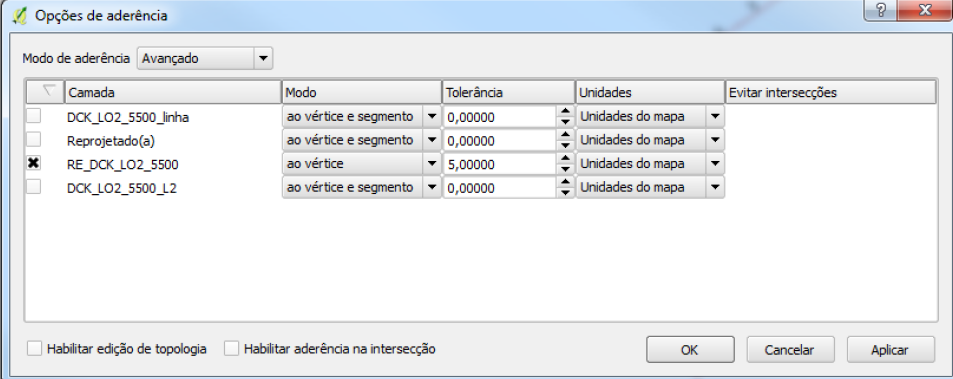 Opções de aderência
Modo de aderência Avançado
Camada Modo Tolerância Unidades Evitar intersecções
DCK_LO2_5500_linha ao vértice e segmento 0,00000 Unidades do mapa
Reprojetado(a) ao vértice e segmento 0,00000 Unidades do mapa
RE_DCK_LO2_5500 ao vértice 5,00000 Unidades do mapa
DCK_LO2_5500_L2 ao vértice e segmento 0,00000 Unidades do mapa
Habilitar edição de topologia Habilitar aderência na intersecção OK Cancelar Aplicar